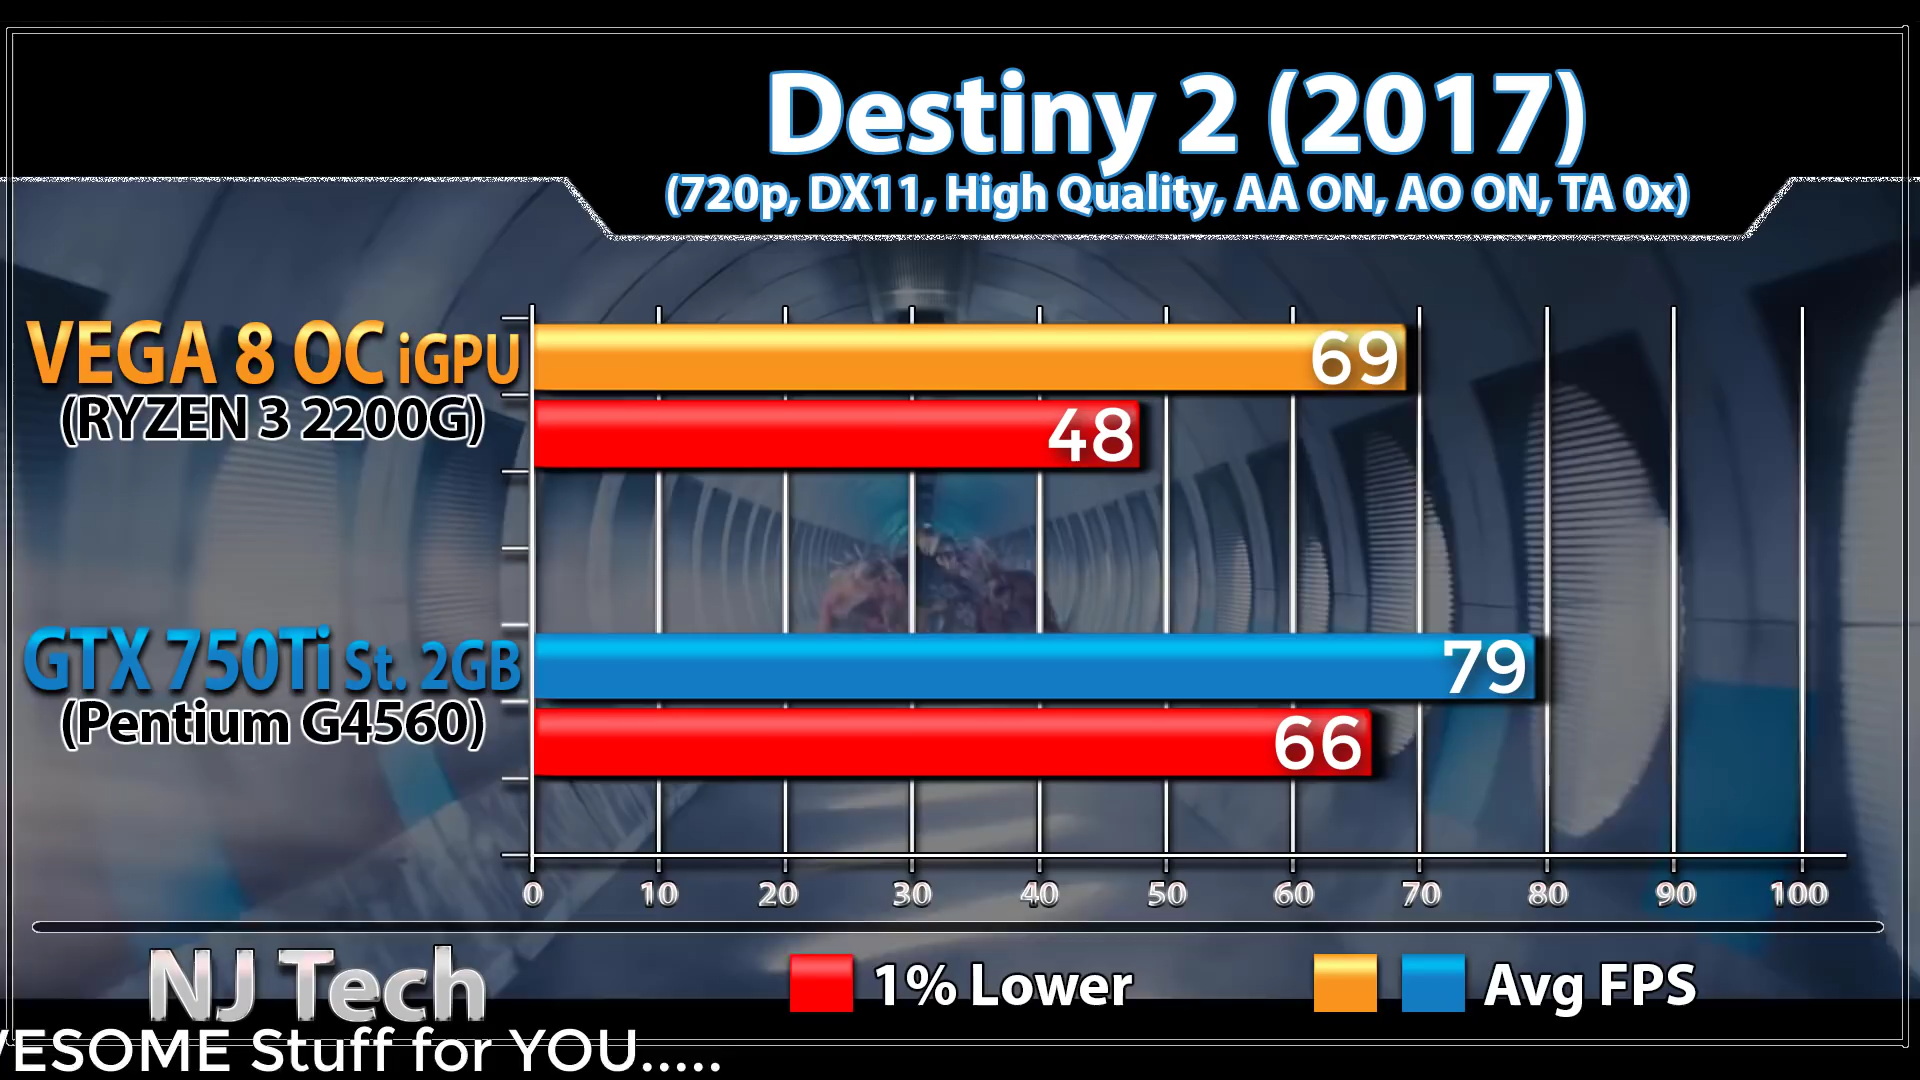 Destiny 2 (2017)
(720p, DX11, High Quality, AA ON, AO ON, TA 0x)
VEGA 8 OC iGPU
(RYZEN 3 2200G)
69
48
GTX 750Ti St. 2GB
(Pentium G4560)
79
66
0 10 20 30 40 50 60 70 80 90 100
NJ Tech
1% Lower
Avg FPS
ESOME Stuff for YOU.....